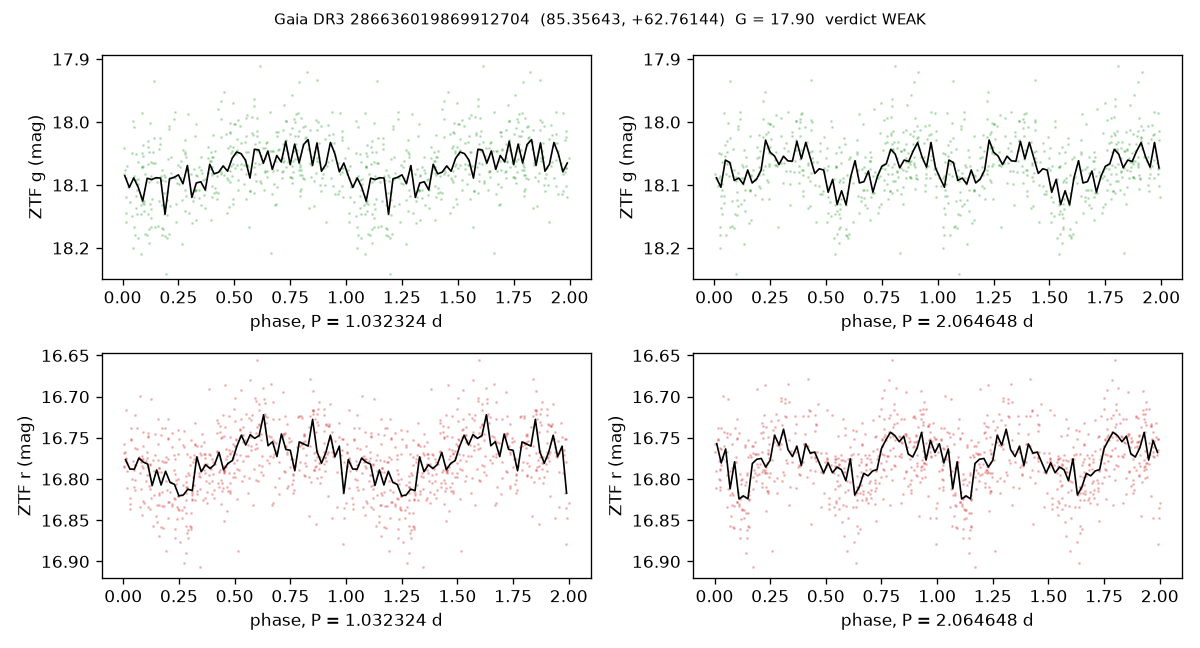 Gaia DR3 286636019869912704 (85.35643, +62.76144) G = 17.90 verdict WEAK
ZTF g (mag)
17.9
18.0
18.1
18.2
0.00 0.25 0.50 0.75 1.00 1.25 1.50 1.75 2.00
phase, P = 1.032324 d
ZTF g (mag)
17.9
18.0
18.1
18.2
0.00 0.25 0.50 0.75 1.00 1.25 1.50 1.75 2.00
phase, P = 2.064648 d
ZTF r (mag)
16.65
16.70
16.75
16.80
16.85
16.90
0.00 0.25 0.50 0.75 1.00 1.25 1.50 1.75 2.00
phase, P = 1.032324 d
ZTF r (mag)
16.65
16.70
16.75
16.80
16.85
16.90
0.00 0.25 0.50 0.75 1.00 1.25 1.50 1.75 2.00
phase, P = 2.064648 d